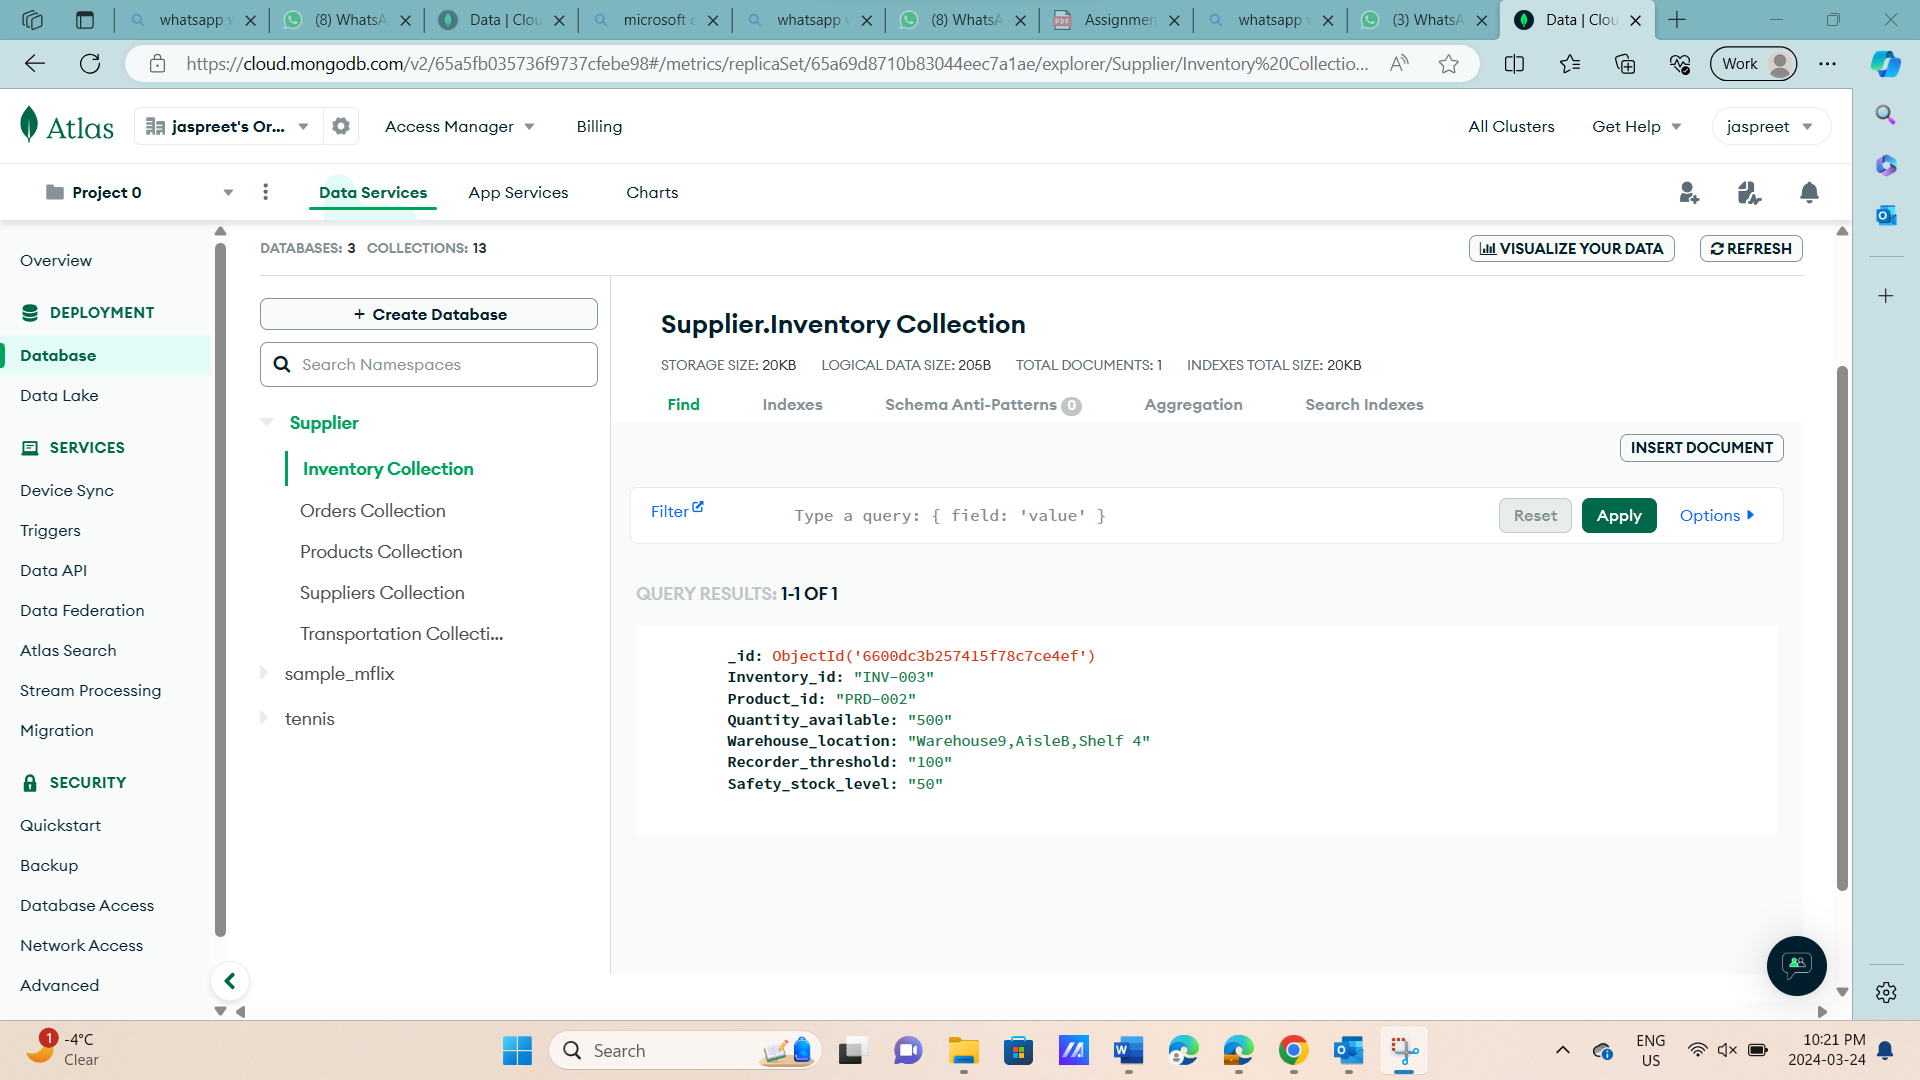 whatsapp w
(8) WhatsA
Data | Clou
microsoft c
whatsapp v
(8) WhatsA
Assignmen
whatsapp
(3) WhatsA
Data | Clou
https://cloud.mongodb.com/v2/65a5fb035736f9737cfebe98#/metrics/replicaSet/65a69d8710b83044eec7a1ae/explorer/Supplier/Inventory%20Collectio...
Work
Atlas
jaspreet's Or...
Access Manager
Billing
All Clusters
Get Help
jaspreet
Project 0
Data Services
App Services
Charts
Overview
DEPLOYMENT
Database
Data Lake
SERVICES
Device Sync
Triggers
Data API
Data Federation
Atlas Search
Stream Processing
Migration
SECURITY
Quickstart
Backup
Database Access
Network Access
Advanced
DATABASES: 3 COLLECTIONS: 13
VISUALIZE YOUR DATA
REFRESH
+ Create Database
Search Namespaces
Supplier
Inventory Collection
Orders Collection
Products Collection
Suppliers Collection
Transportation Collecti...
sample_mflix
tennis
Supplier.Inventory Collection
STORAGE SIZE: 20KB LOGICAL DATA SIZE: 205B TOTAL DOCUMENTS: 1 INDEXES TOTAL SIZE: 20KB
Find
Indexes
Schema Anti-Patterns 0
Aggregation
Search Indexes
INSERT DOCUMENT
Filter
Type a query: { field: 'value' }
Reset
Apply
Options
QUERY RESULTS: 1-1 OF 1
_id: ObjectId('6600dc3b257415f78c7ce4ef')
Inventory_id: "INV-003"
Product_id: "PRD-002"
Quantity_available: "500"
Warehouse_location: "Warehouse9,AisleB,Shelf 4"
Recorder_threshold: "100"
Safety_stock_level: "50"
1
-4°C
Clear
Search
ENG
US
10:21 PM
2024-03-24